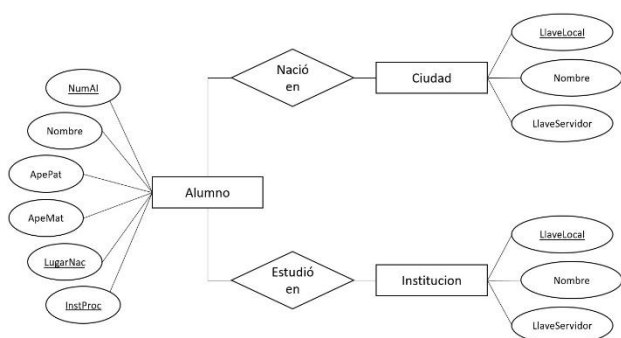 NumAl
Nombre
ApePat
ApeMat
LugarNac
InstProc
Alumno
Nació
en
Ciudad
LlaveLocal
Nombre
LlaveServidor
Estudió
en
Institucion
LlaveLocal
Nombre
LlaveServidor